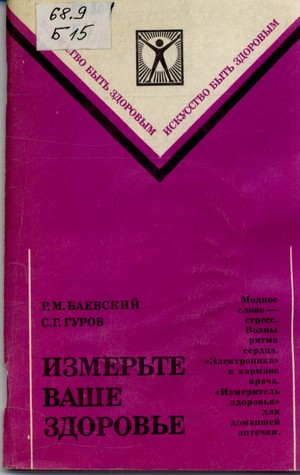 68.9
Б 15
ИСКУССТВО БЫТЬ ЗДОРОВЫМ
СТВО БЫТЬ ЗДОРОВЫМ
Р.М. БАЕВСКИЙ
С.Г. ГУРОВ
ИЗМЕРЬТЕ
ВАШЕ
ЗДОРОВЬЕ
Модное
слово —
стресс.
Волны
ритма
сердца.
«Электроника»
в кармане
врача.
«Измеритель
здоровья»
для
домашней
аптечки.